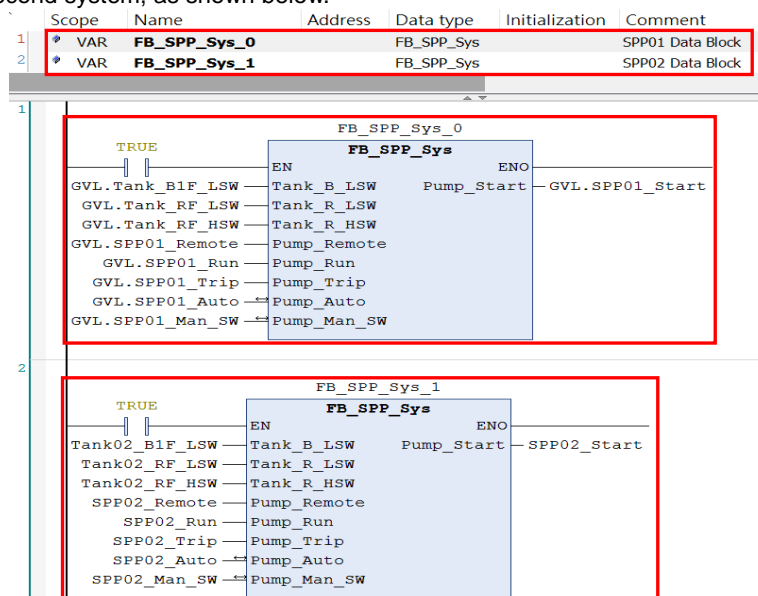 econd system, as shown below.
Scope Name Address Data type Initialization Comment
1 VAR FB_SPP_Sys_0 FB_SPP_Sys SPP01 Data Block
2 VAR FB_SPP_Sys_1 FB_SPP_Sys SPP02 Data Block
1
FB_SPP_Sys_0
TRUE FB_SPP_Sys
EN ENO
GVL.Tank_B1F_LSW Tank_B_LSW Pump_Start GVL.SPP01_Start
GVL.Tank_RF_LSW Tank_R_LSW
GVL.Tank_RF_HSW Tank_R_HSW
GVL.SPP01_Remote Pump_Remote
GVL.SPP01_Run Pump_Run
GVL.SPP01_Trip Pump_Trip
GVL.SPP01_Auto Pump_Auto
GVL.SPP01_Man_SW Pump_Man_SW
2
FB_SPP_Sys_1
TRUE FB_SPP_Sys
EN ENO
Tank02_B1F_LSW Tank_B_LSW Pump_Start SPP02_Start
Tank02_RF_LSW Tank_R_LSW
Tank02_RF_HSW Tank_R_HSW
SPP02_Remote Pump_Remote
SPP02_Run Pump_Run
SPP02_Trip Pump_Trip
SPP02_Auto Pump_Auto
SPP02_Man_SW Pump_Man_SW